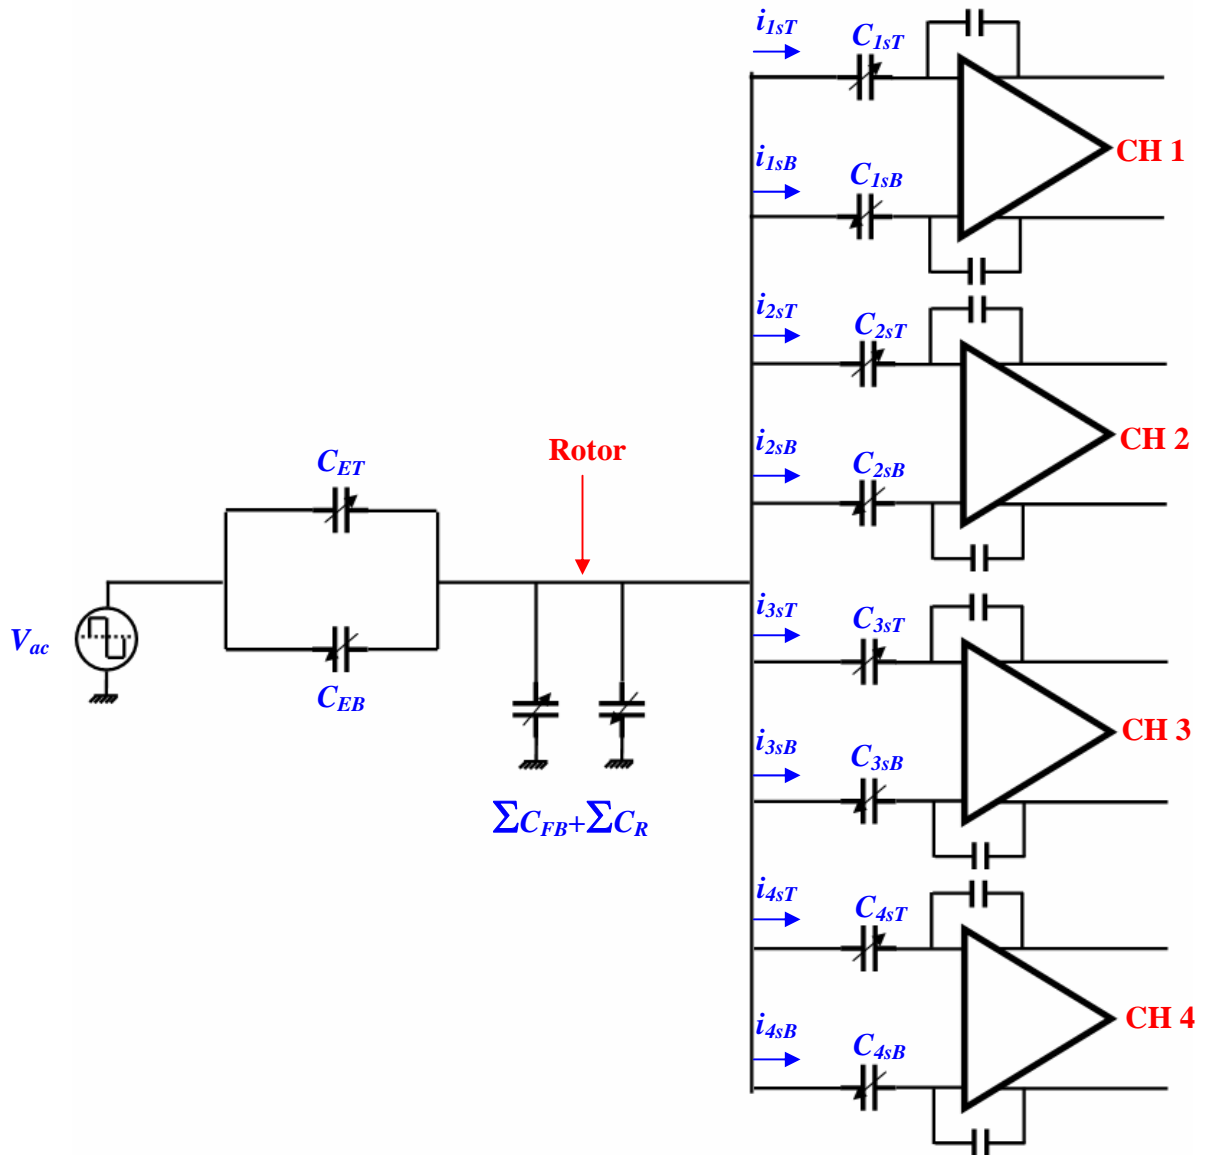 i1sT
C1sT
CH 1
i1sB
C1sB
i2sT
C2sT
CH 2
i2sB
C2sB
Rotor
CET
Vac
CEB
i3sT
C3sT
CH 3
i3sB
C3sB
ΣCFB+ΣCR
i4sT
C4sT
CH 4
i4sB
C4sB